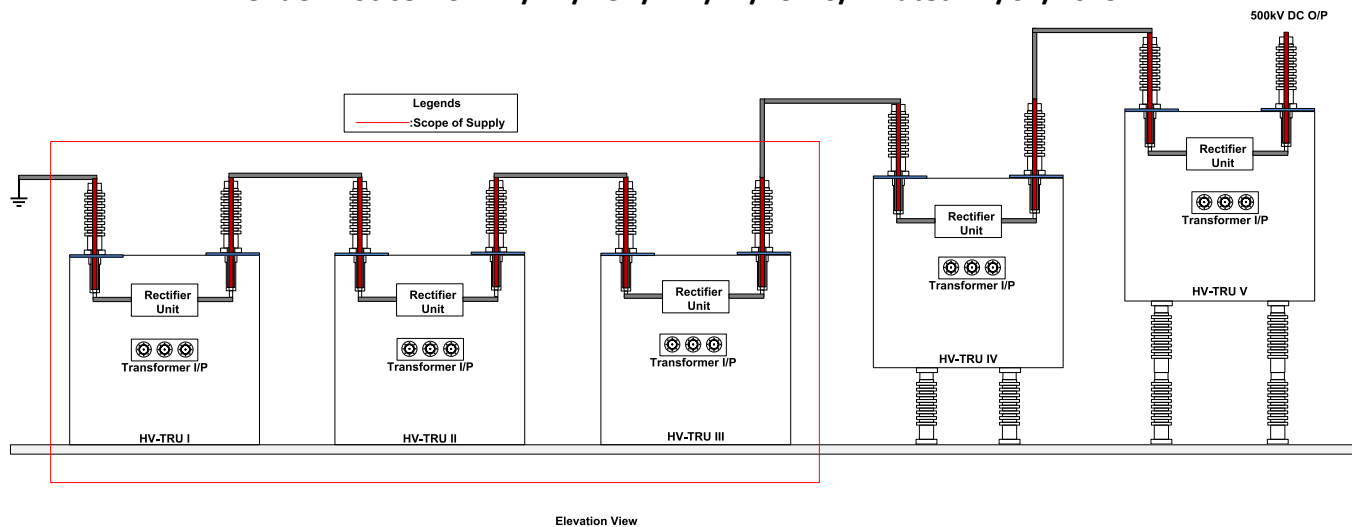 500kV DC O/P
Legends
:Scope of Supply
Rectifier
Unit
Transformer I/P
HV-TRU I
Rectifier
Unit
Transformer I/P
HV-TRU II
Rectifier
Unit
Transformer I/P
HV-TRU III
Rectifier
Unit
Transformer I/P
HV-TRU IV
Rectifier
Unit
Transformer I/P
HV-TRU V
Elevation View